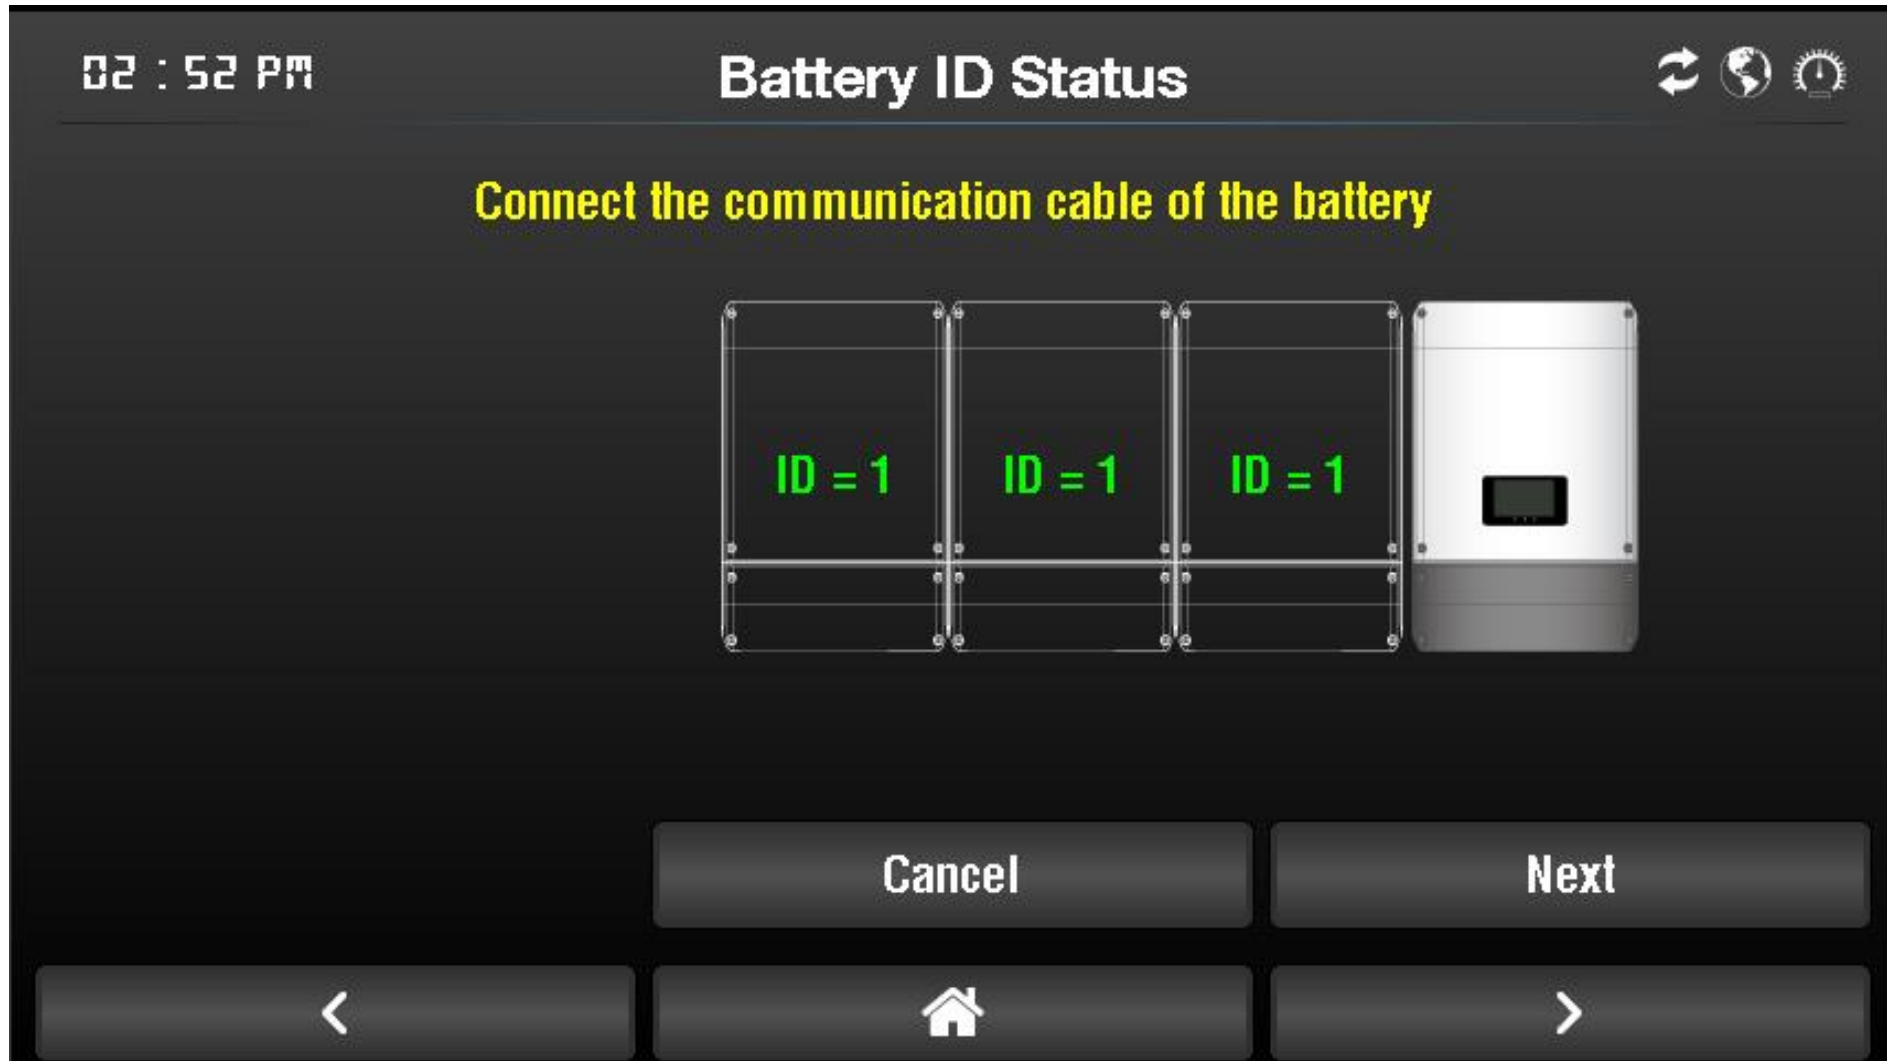 02 : 52 PM
Battery ID Status
Connect the communication cable of the battery
ID = 1
ID = 1
ID = 1
Cancel
Next